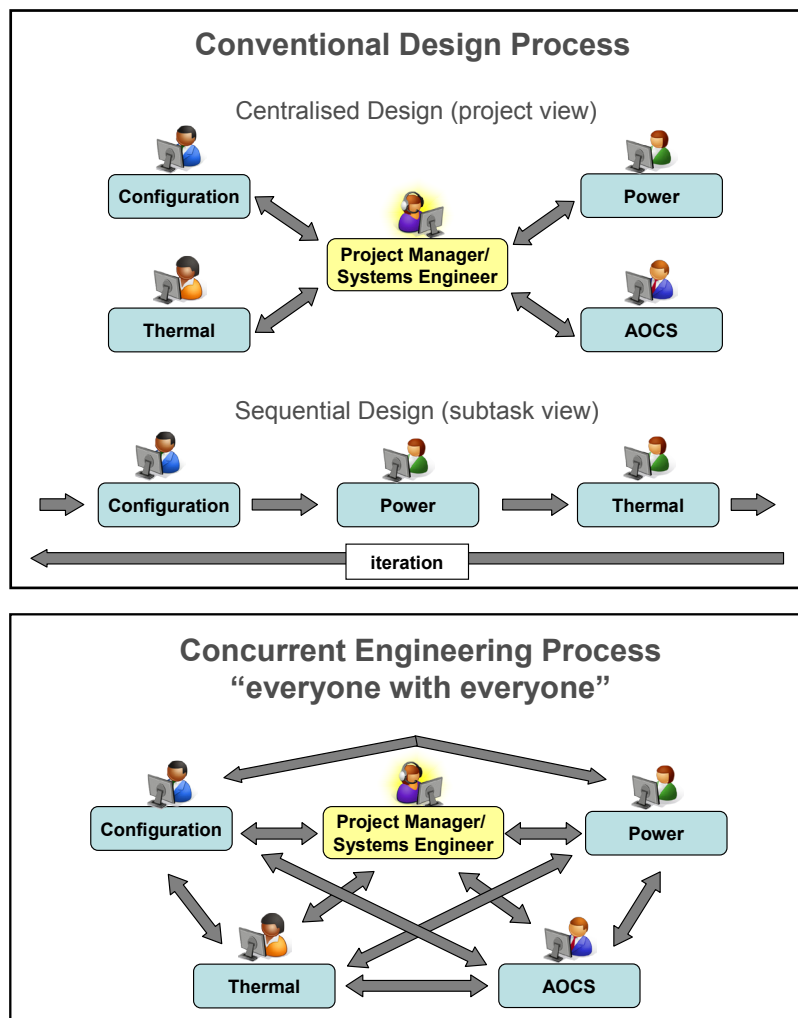 Conventional Design Process
Centralised Design (project view)
Configuration
Power
Project Manager/
Systems Engineer
Thermal
AOCS
Sequential Design (subtask view)
Configuration
Power
Thermal
iteration
Concurrent Engineering Process
“everyone with everyone”
Configuration
Project Manager/
Systems Engineer
Power
Thermal
AOCS